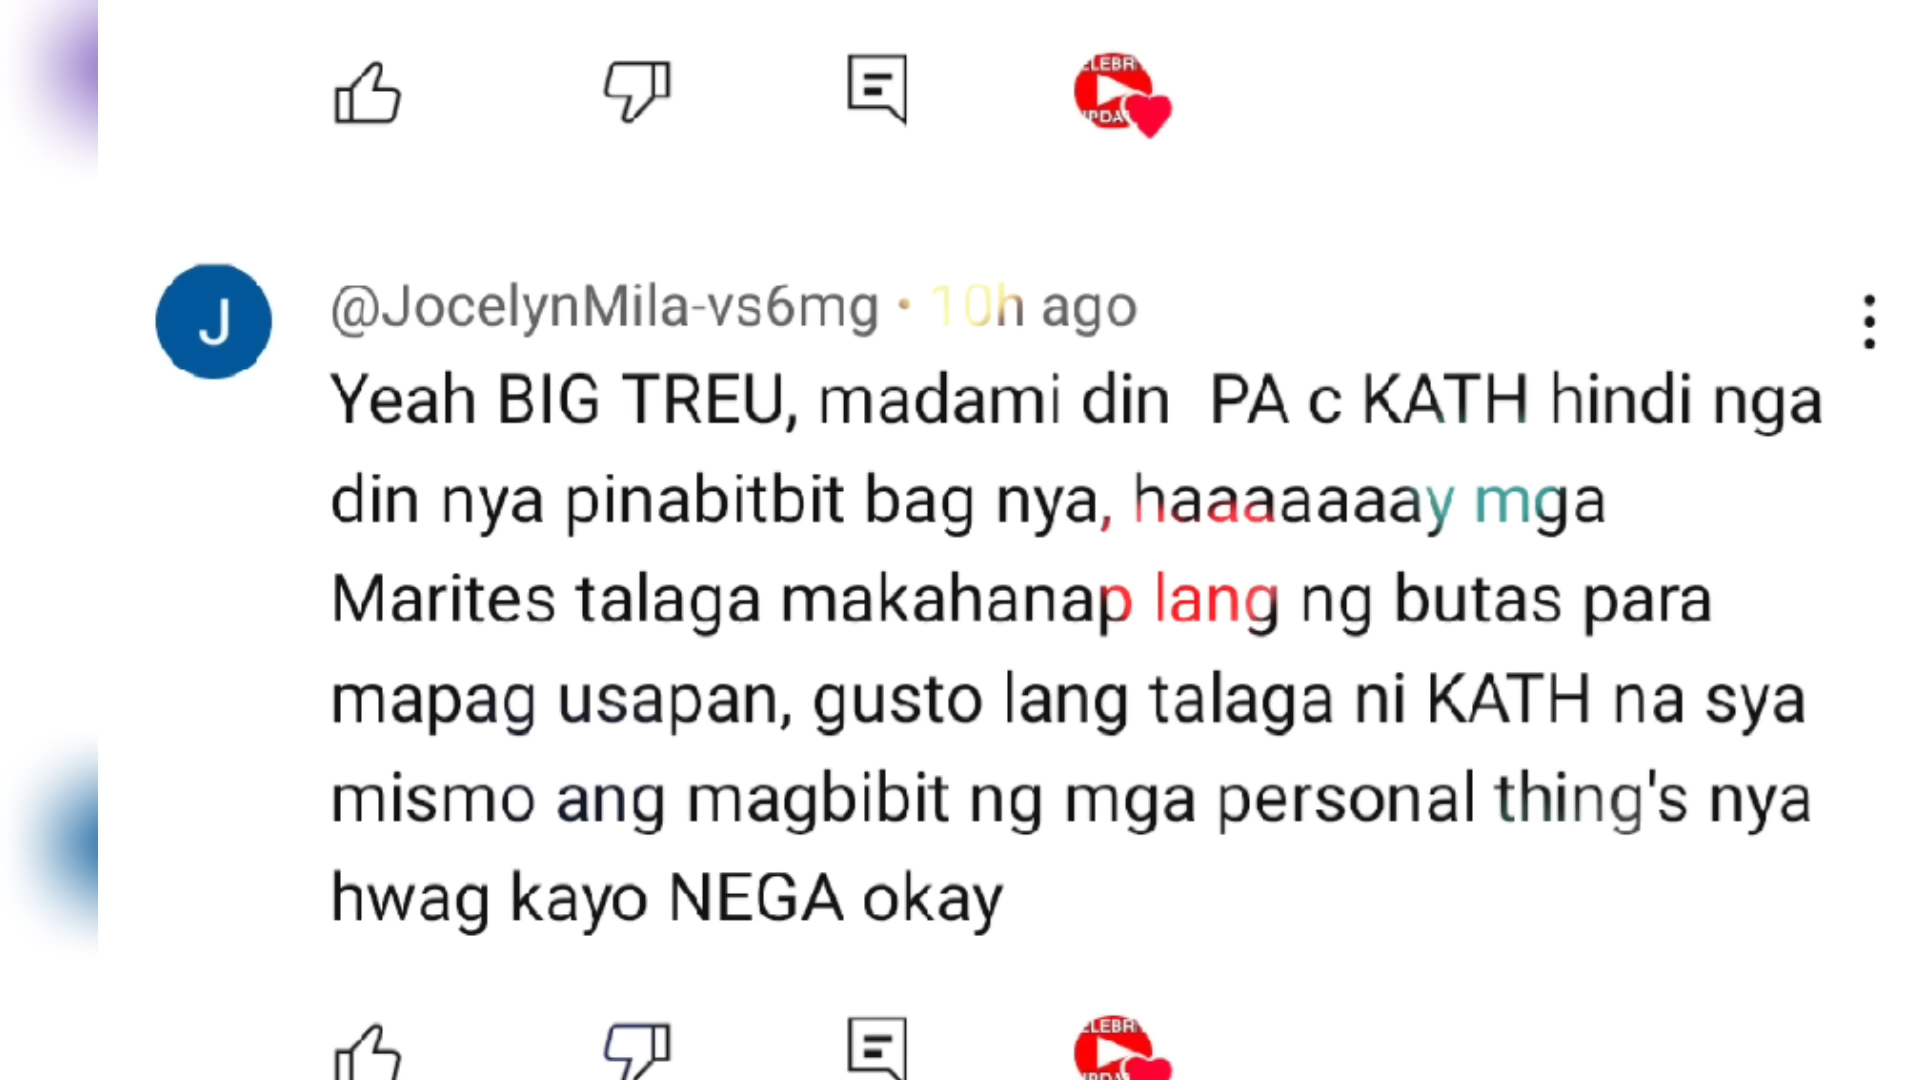 CELEBR
UPDA
J
@JocelynMila-vs6mg • 10h ago
Yeah BIG TREU, madami din PA c KATH hindi nga
din nya pinabitbit bag nya, haaaaaaay mga
Marites talaga makahanap lang ng butas para
mapag usapan, gusto lang talaga ni KATH na sya
mismo ang magbibit ng mga personal thing's nya
hwag kayo NEGA okay